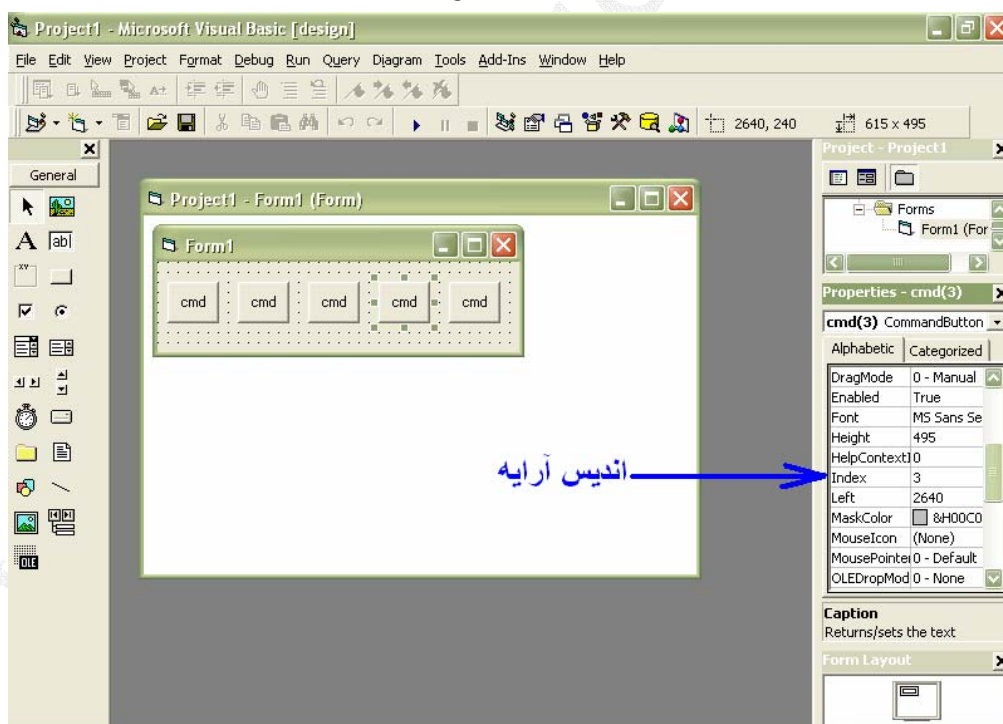 Project1 - Microsoft Visual Basic [design]
File Edit View Project Format Debug Run Query Diagram Tools Add-Ins Window Help
2640, 240 615 x 495
General
A ab|
XY
OLE
Project1 - Form1 (Form)
Form1
cmd cmd cmd cmd cmd
اندیس آرایه
Project - Project1
Forms
Form1 (For
Properties - cmd(3)
cmd(3) CommandButton
Alphabetic Categorized
DragMode 0 - Manual
Enabled True
Font MS Sans Se
Height 495
HelpContextI 0
Index 3
Left 2640
MaskColor &H00C0
MouseIcon (None)
MousePointer 0 - Default
OLEDropMod 0 - None
Caption
Returns/sets the text
Form Layout